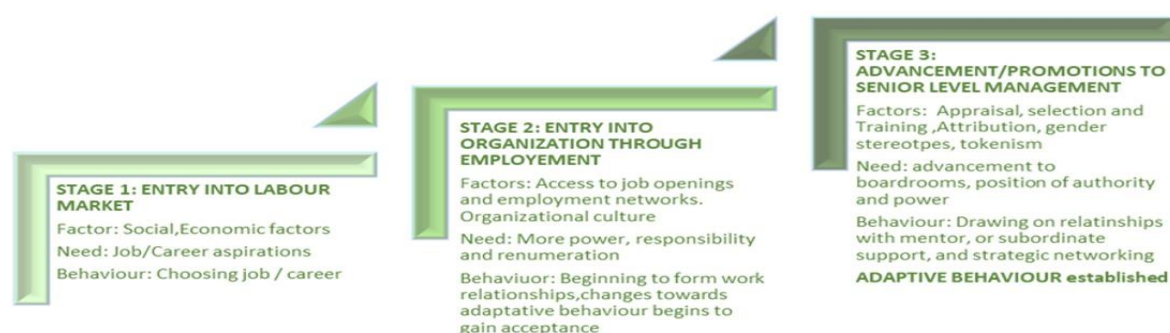 STAGE 1: ENTRY INTO LABOUR
MARKET
Factor: Social,Economic factors
Need: Job/Career aspirations
Behaviour: Choosing job / career
STAGE 2: ENTRY INTO
ORGANIZATION THROUGH
EMPLOYEMENT
Factors: Access to job openings
and employment networks.
Organizational culture
Need: More power, responsibility
and renumeration
Behaviuor: Beginning to form work
relationships,changes towards
adaptative behaviour begins to
gain acceptance
STAGE 3:
ADVANCEMENT/PROMOTIONS TO
SENIOR LEVEL MANAGEMENT
Factors: Appraisal, selection and
Training ,Attribution, gender
stereotpes, tokenism
Need: advancement to
boardrooms, position of authority
and power
Behaviour: Drawing on relatinships
with mentor, or subordinate
support, and strategic networking
ADAPTIVE BEHAVIOUR established